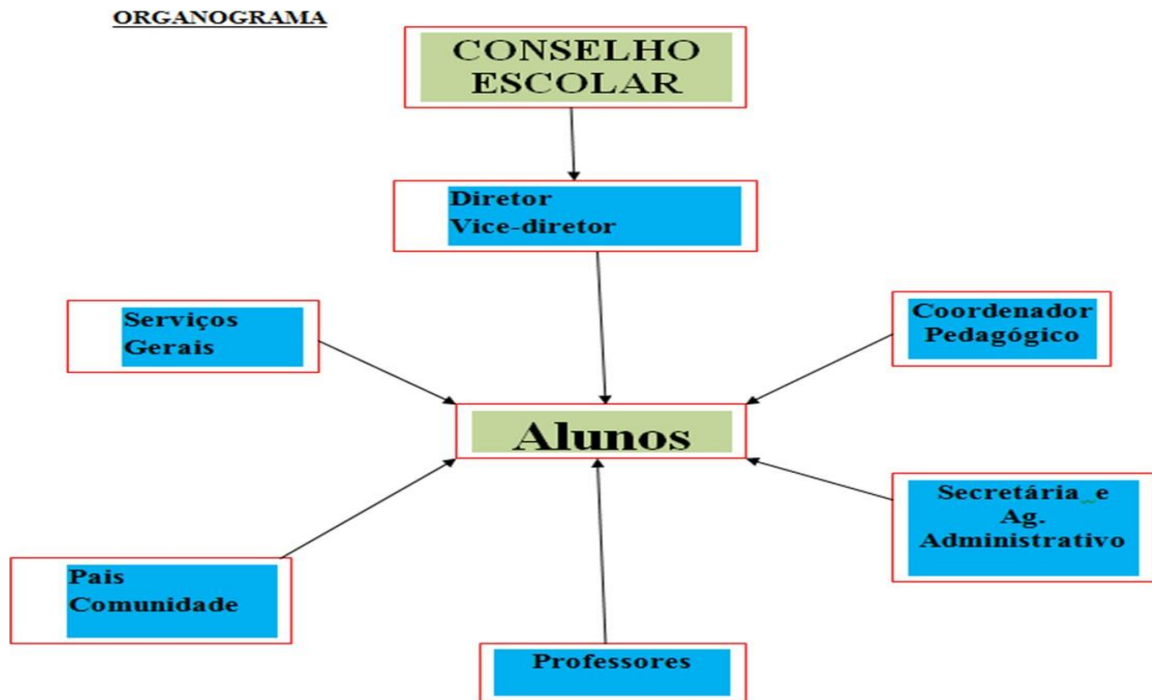 ORGANOGRAMA
CONSELHO
ESCOLAR
Diretor
Vice-diretor
Serviços
Gerais
Coordenador
Pedagógico
Alunos
Secretária e
Ag.
Administrativo
Pais
Comunidade
Professores